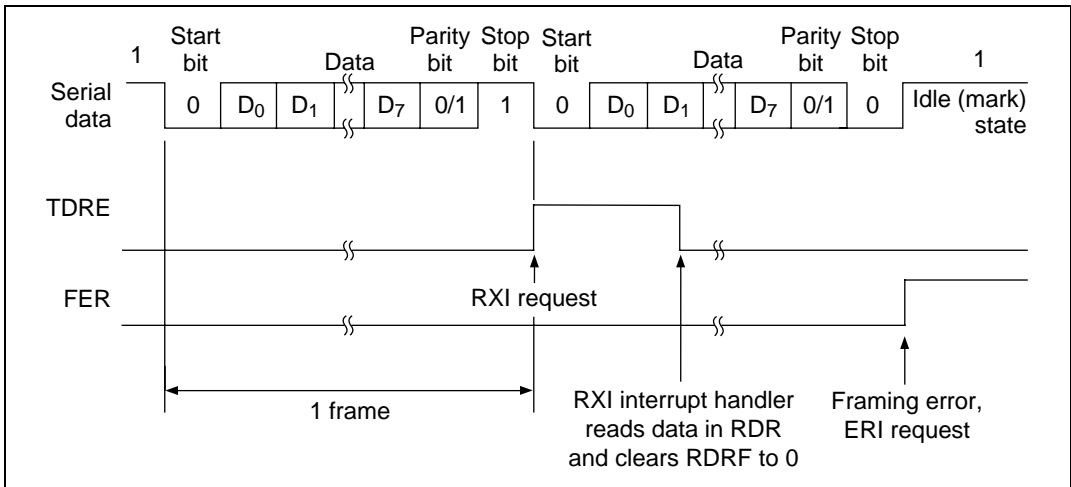 1
Start bit
Data
Parity bit
Stop bit
Start bit
Data
Parity bit
Stop bit
1
Serial data
0 D0 D1 D7 0/1 1 0 D0 D1 D7 0/1 0
Idle (mark) state
TDRE
RXI request
FER
1 frame
RXI interrupt handler
reads data in RDR
and clears RDRF to 0
Framing error,
ERI request